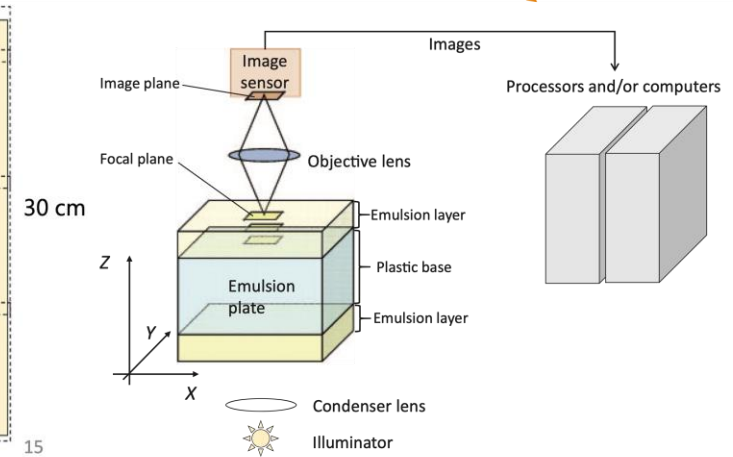 Images
Image
sensor
Image plane
Processors and/or computers
Focal plane
Objective lens
30 cm
Emulsion layer
Z
Plastic base
Emulsion
plate
Y
Emulsion layer
X
Condenser lens
Illuminator
15